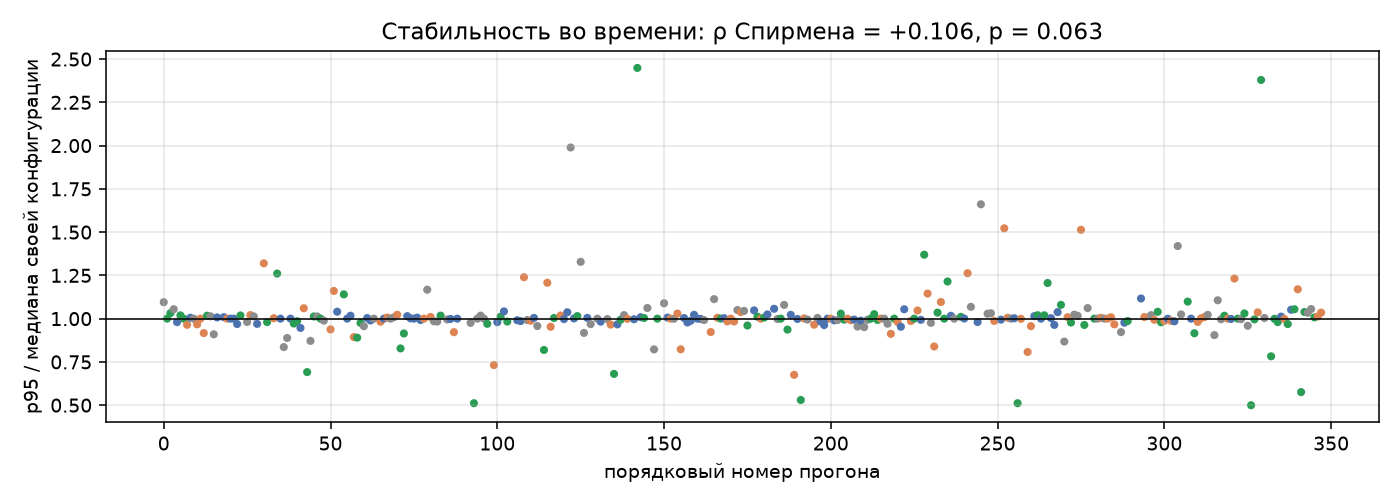 Стабильность во времени: ρ Спирмена = +0.106, p = 0.063
p95 / медиана своей конфигурации
2.50
2.25
2.00
1.75
1.50
1.25
1.00
0.75
0.50
0 50 100 150 200 250 300 350
порядковый номер прогона